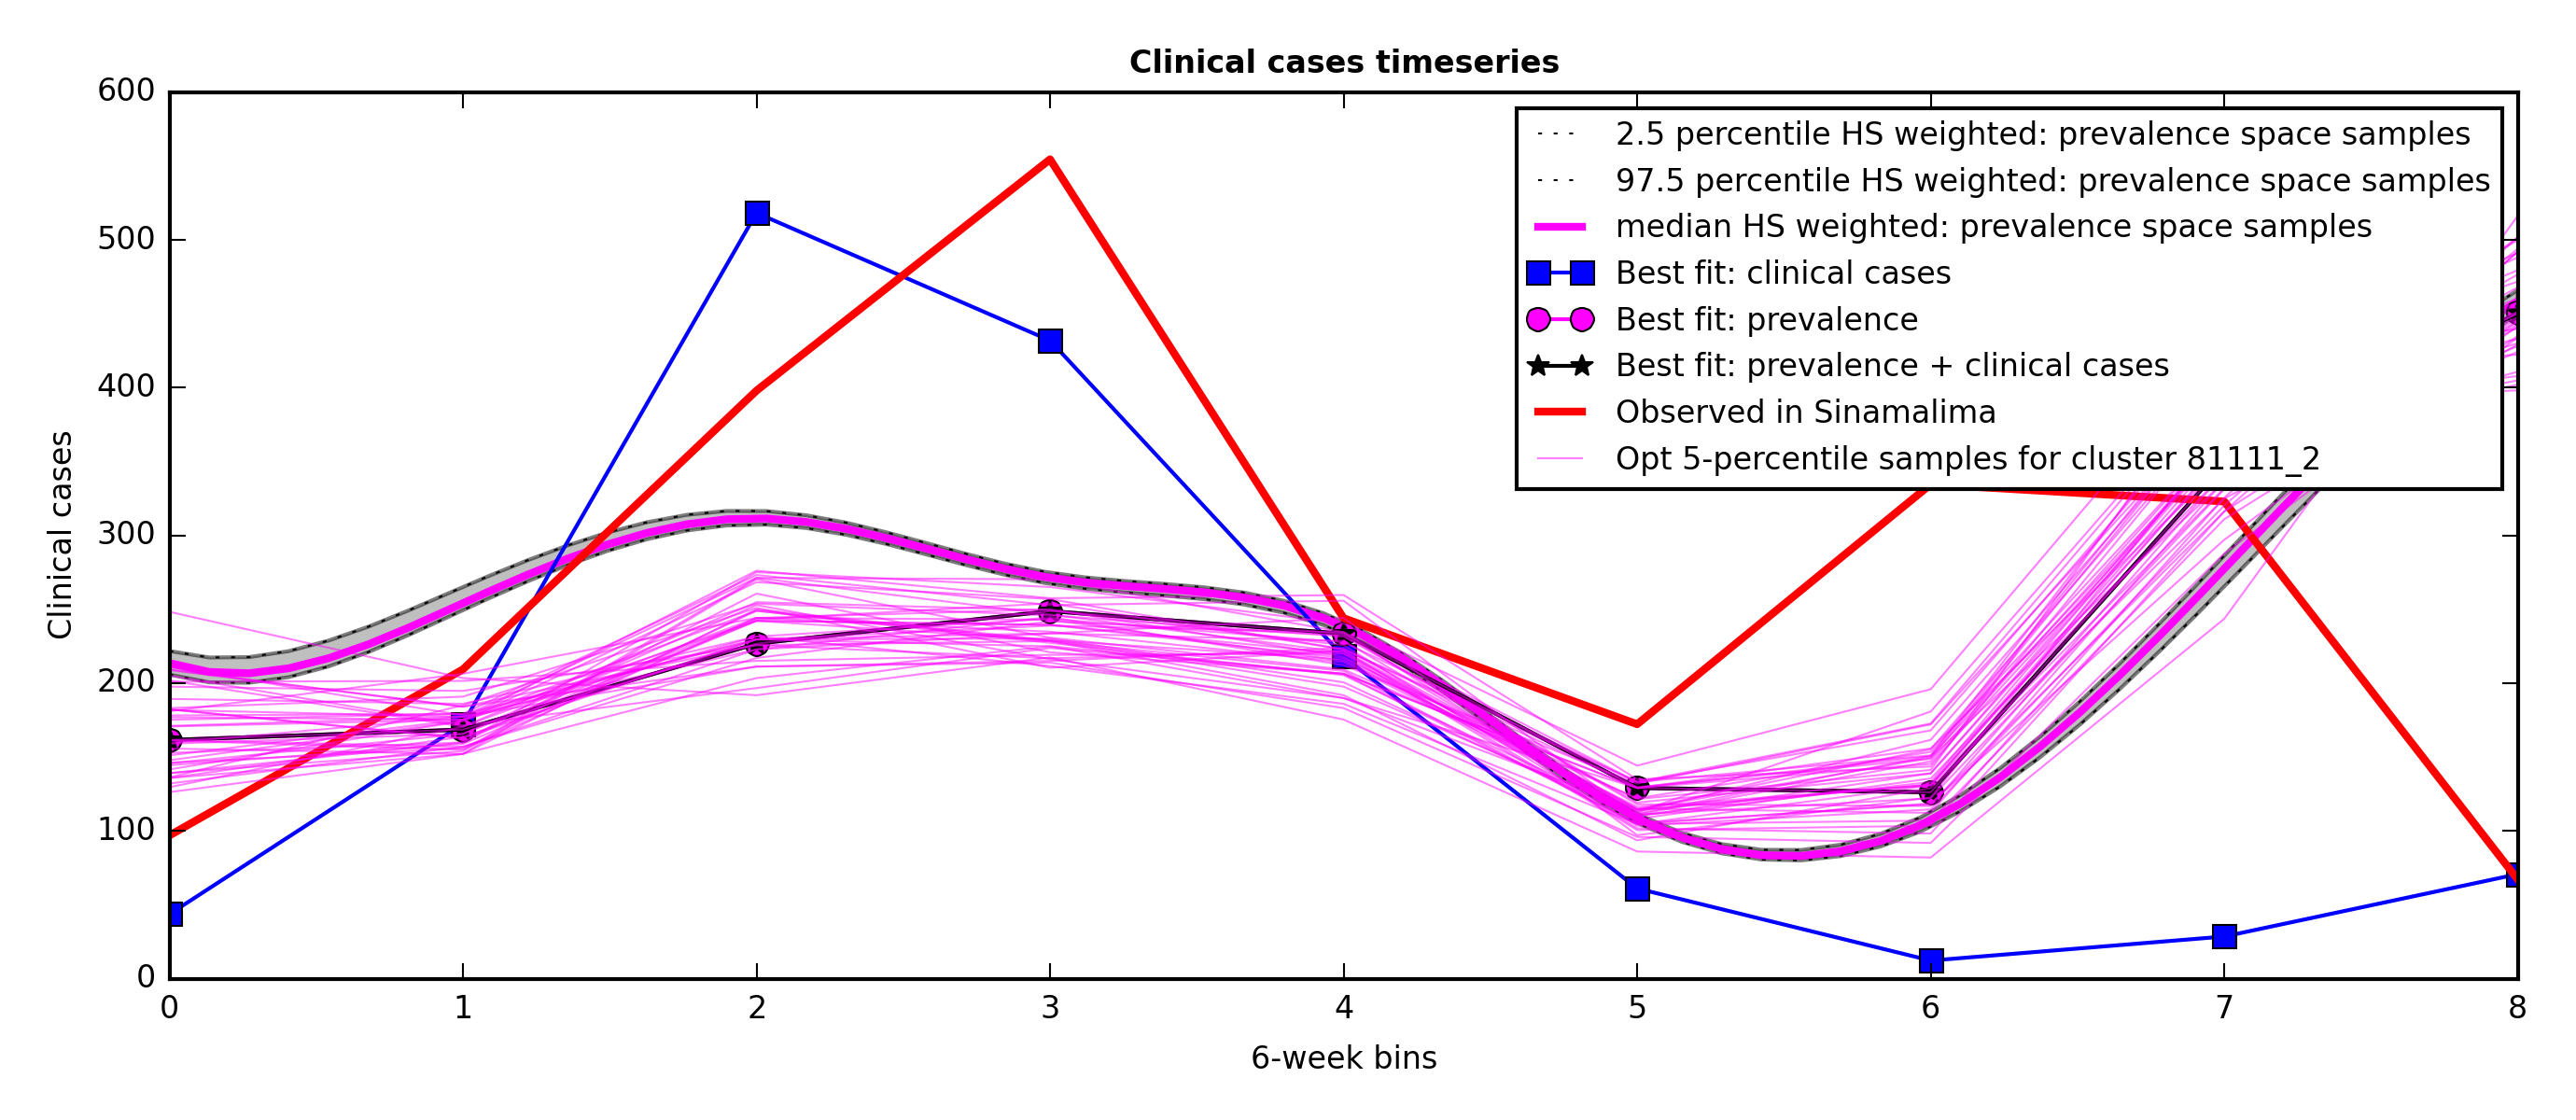 Clinical cases timeseries
600
500
400
300
200
100
0
Clinical cases
2.5 percentile HS weighted: prevalence space samples
97.5 percentile HS weighted: prevalence space samples
median HS weighted: prevalence space samples
Best fit: clinical cases
Best fit: prevalence
Best fit: prevalence + clinical cases
Observed in Sinamalima
Opt 5-percentile samples for cluster 81111_2
0 1 2 3 4 5 6 7 8
6-week bins